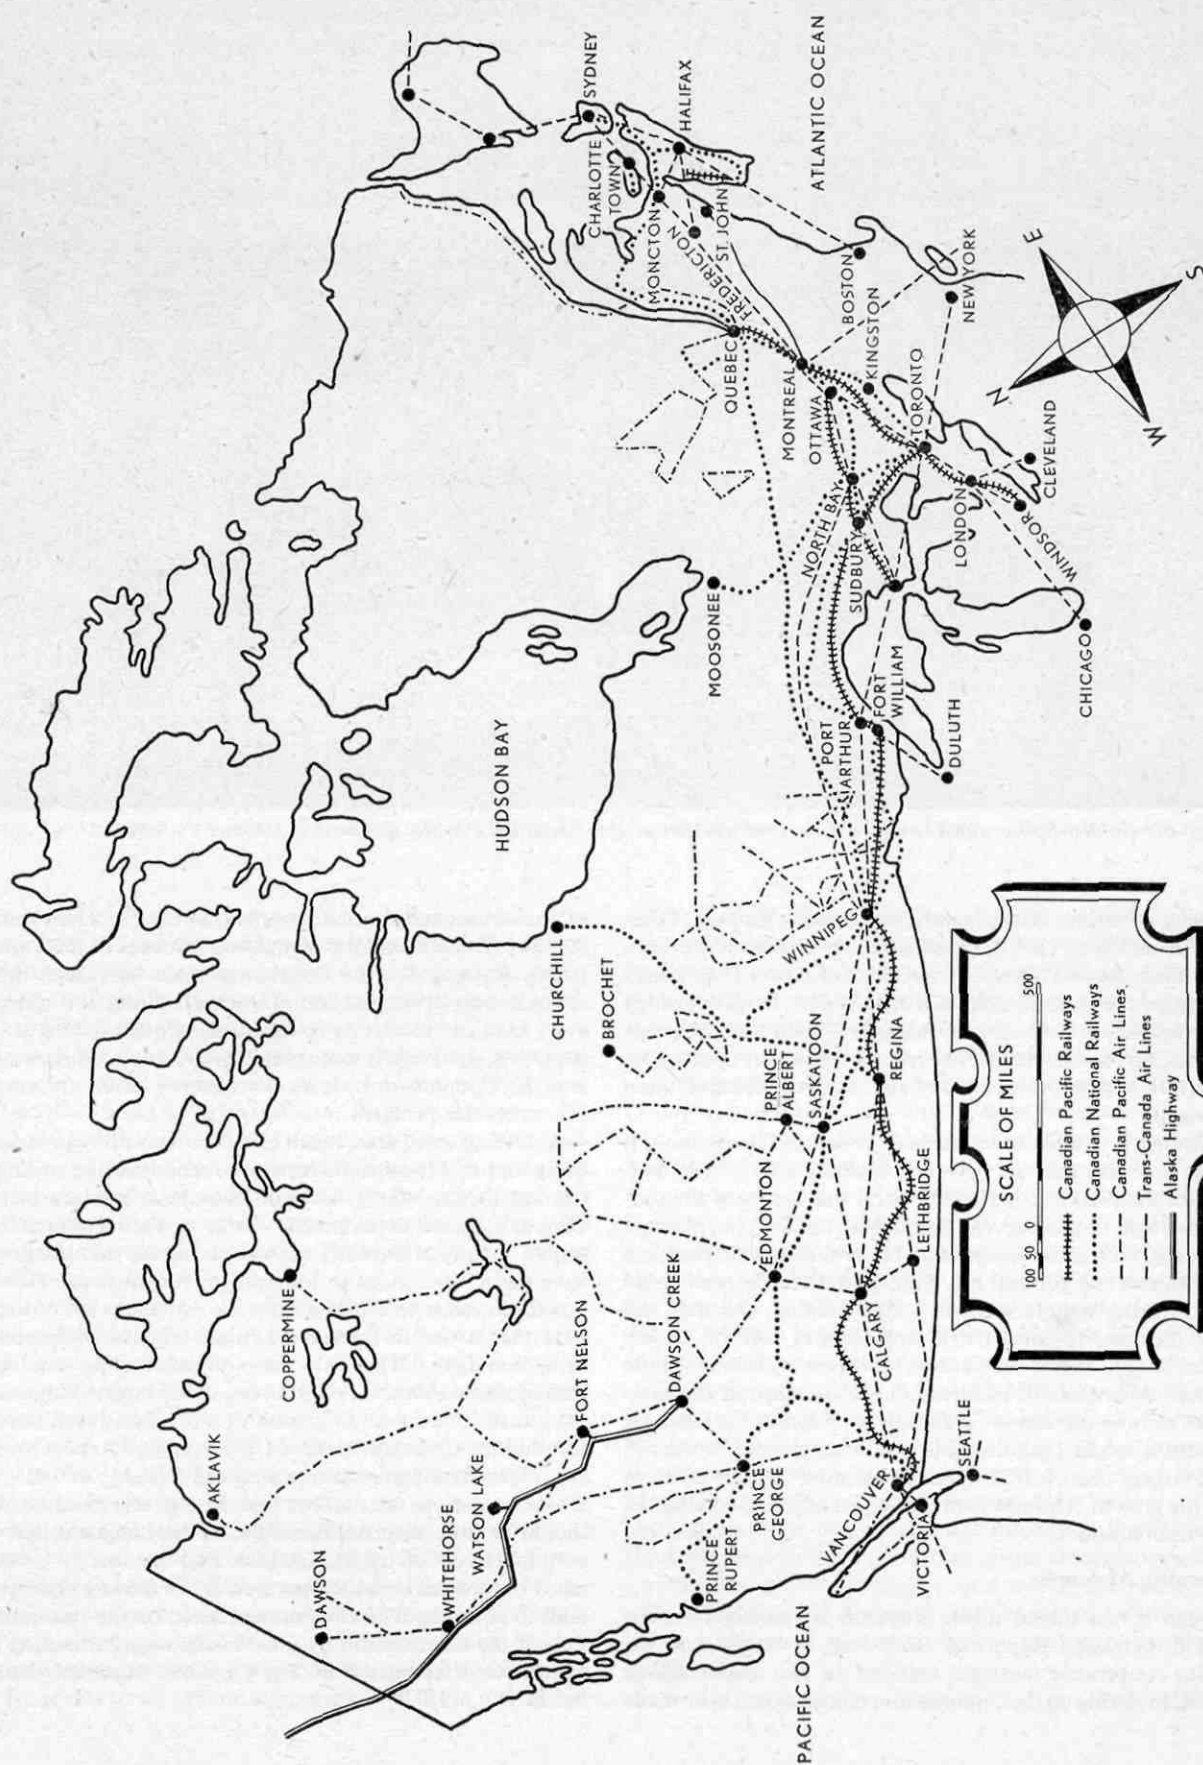 AKLAVIK
COPPERMINE
DAWSON
WHITEHORSE
WATSON LAKE
FORT NELSON
DAWSON CREEK
HUDSON BAY
CHURCHILL
BROCHET
PRINCE
RUPERT
PRINCE
GEORGE
EDMONTON
PRINCE
ALBERT
SASKATOON
WINNIPEG
MOOSONEE
PACIFIC OCEAN
VANCOUVER
VICTORIA
SEATTLE
CALGARY
LETHBRIDGE
REGINA
PORT
ARTHUR
FORT
WILLIAM
DULUTH
SUDBURY
NORTH BAY
OTTAWA
MONTREAL
QUEBEC
FREDERICTON
ST. JOHN
MONCTON
CHARLOTTE
TOWN
SYDNEY
HALIFAX
ATLANTIC OCEAN
BOSTON
KINGSTON
NEW YORK
TORONTO
LONDON
WINDSOR
CLEVELAND
CHICAGO
N
E
S
W
SCALE OF MILES
100 50 0 500
Canadian Pacific Railways
Canadian National Railways
Canadian Pacific Air Lines
Trans-Canada Air Lines
Alaska Highway